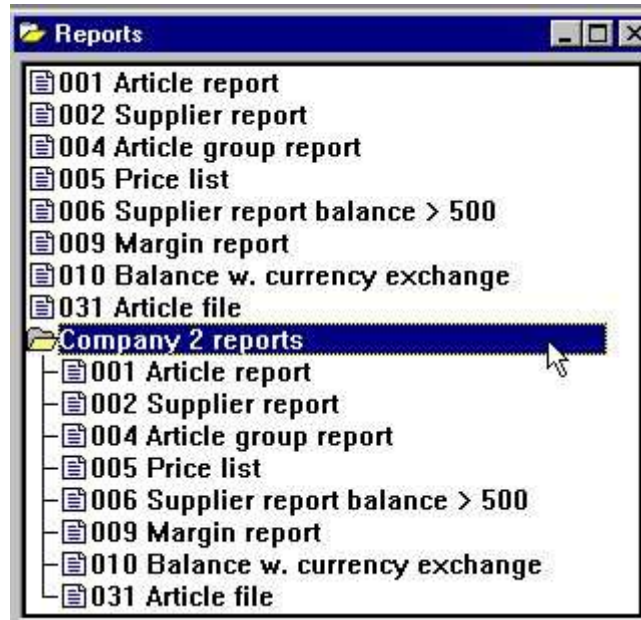 Reports
001 Article report
002 Supplier report
004 Article group report
005 Price list
006 Supplier report balance > 500
009 Margin report
010 Balance w. currency exchange
031 Article file
Company 2 reports
001 Article report
002 Supplier report
004 Article group report
005 Price list
006 Supplier report balance > 500
009 Margin report
010 Balance w. currency exchange
031 Article file